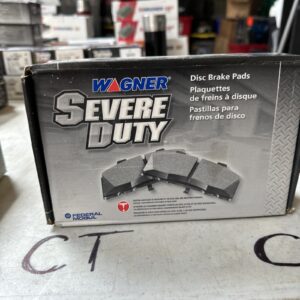 WAGNER
SEVERE
DUTY
Disc Brake Pads
Plaquettes
de freins à disque
Pastillas para
frenos de disco
FEDERAL
MOGUL
CT
C